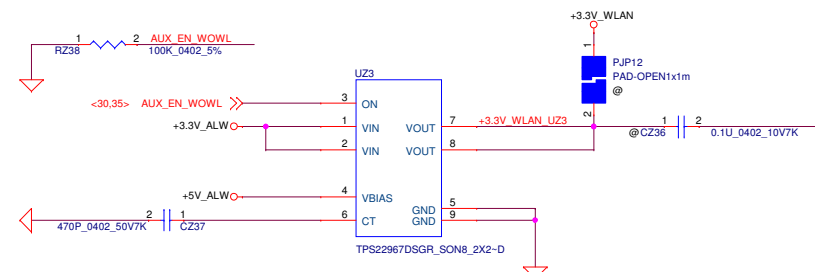 +3.3V_WLAN
1 2 AUX_EN_WOWL
RZ38 100K_0402_5%
1
PJP12
PAD-OPEN1x1m
@
2
UZ3
<30,35> AUX_EN_WOWL 3 ON
+3.3V_ALW 1 VIN VOUT 7 +3.3V_WLAN_UZ3
2 VIN VOUT 8
@CZ36 1 2 0.1U_0402_10V7K
+5V_ALW 4 VBIAS
GND 5
6 CT GND 9
2 1
470P_0402_50V7K CZ37
TPS22967DSGR_SON8_2X2~D